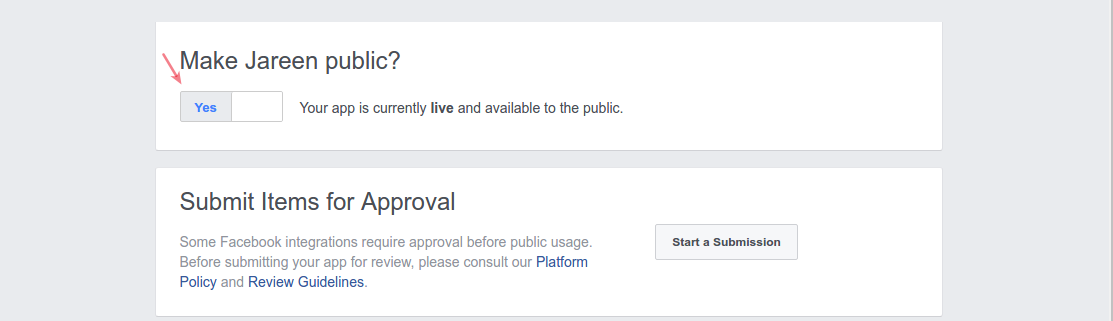 Make Jareen public?
Yes
Your app is currently live and available to the public.
Submit Items for Approval
Some Facebook integrations require approval before public usage.
Before submitting your app for review, please consult our Platform
Policy and Review Guidelines.
Start a Submission